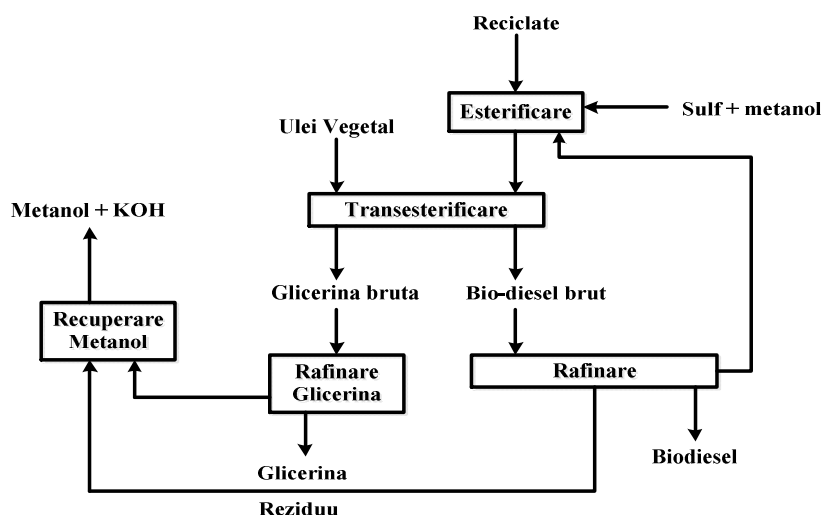 Reciclate
Esterificare
Sulf + metanol
Ulei Vegetal
Transesterificare
Metanol + KOH
Glicerina bruta
Bio-diesel brut
Recuperare
Metanol
Rafinare
Glicerina
Rafinare
Glicerina
Biodiesel
Reziduu